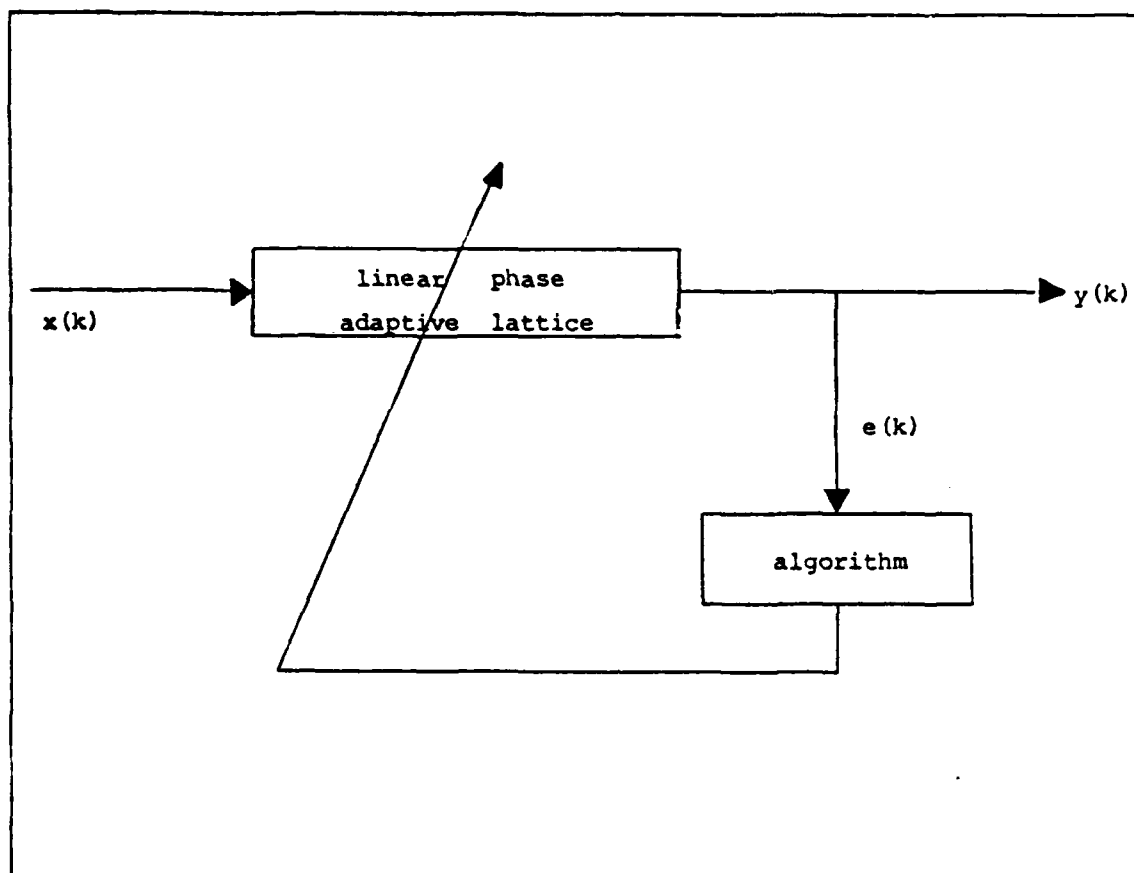 linear phase
adaptive lattice
x(k)
y(k)
e(k)
algorithm